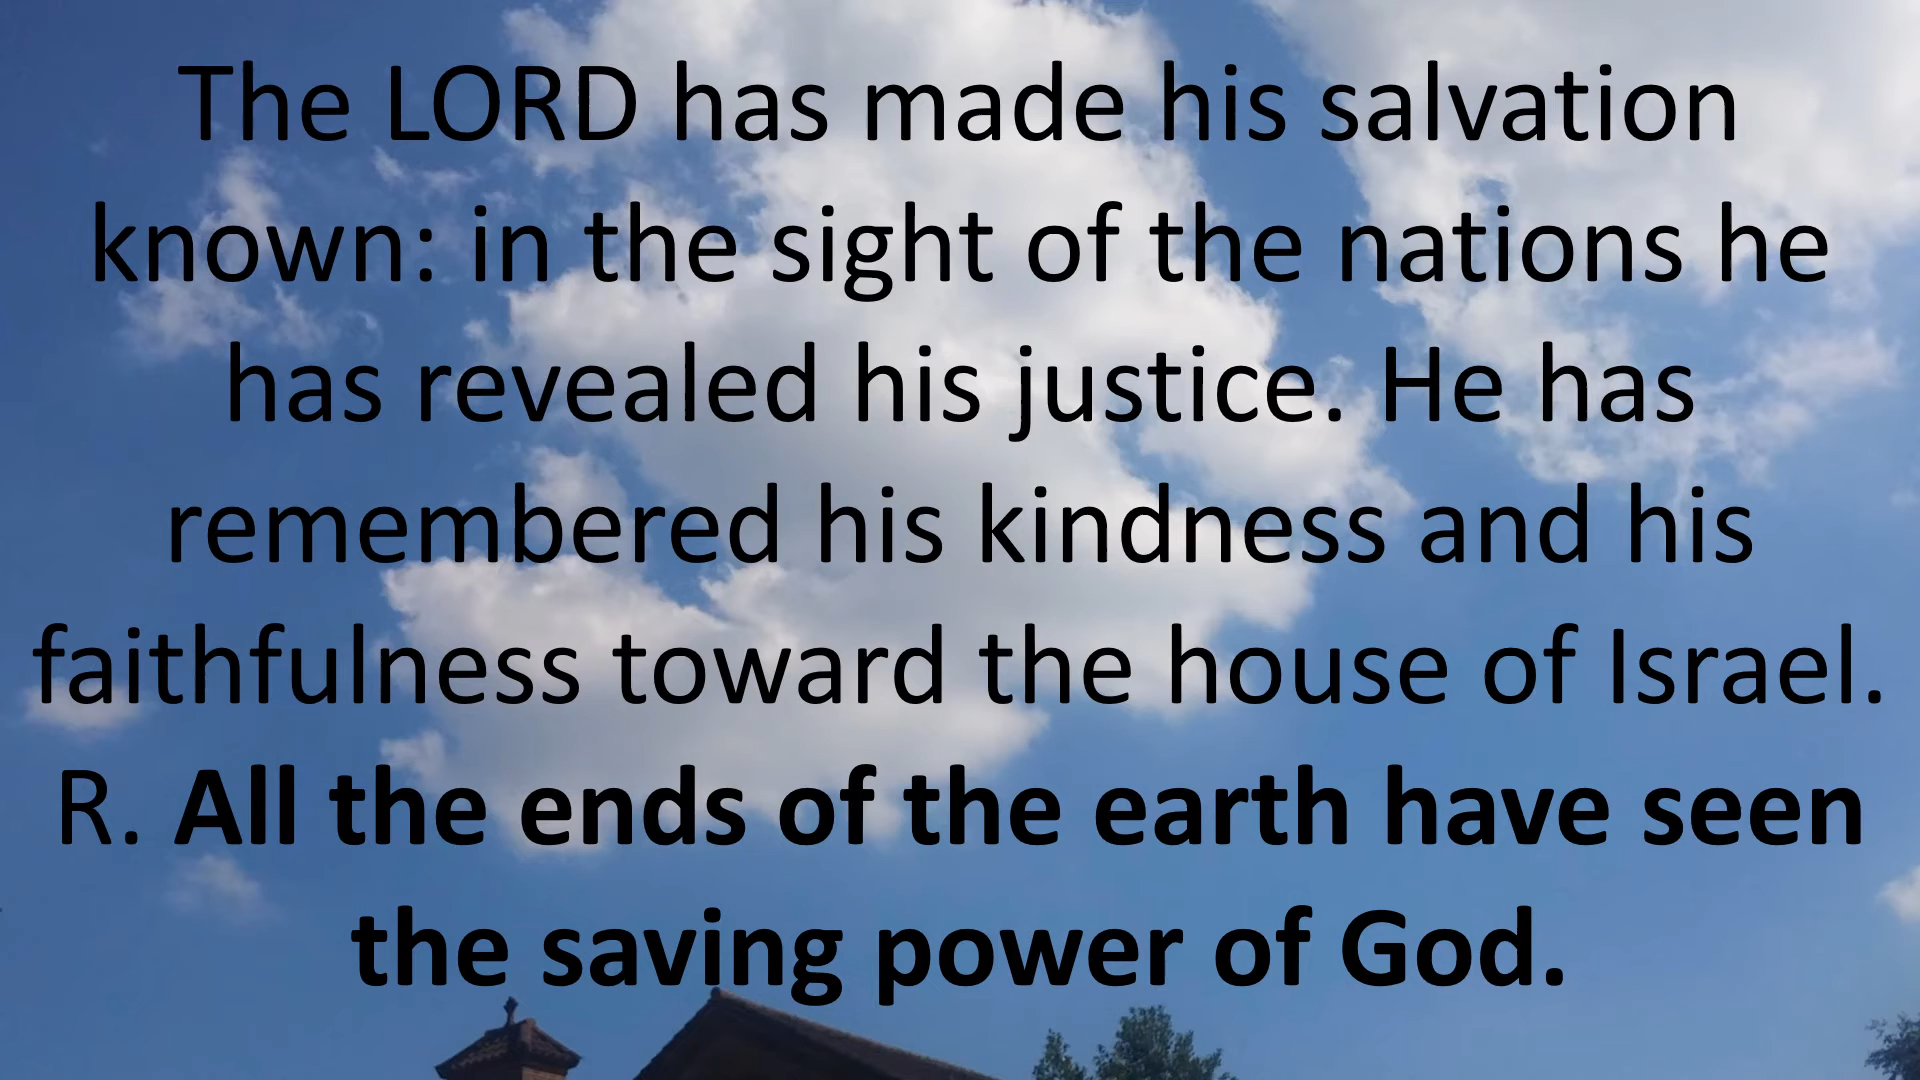 The LORD has made his salvation
known: in the sight of the nations he
has revealed his justice. He has
remembered his kindness and his
faithfulness toward the house of Israel.
R. All the ends of the earth have seen
the saving power of God.